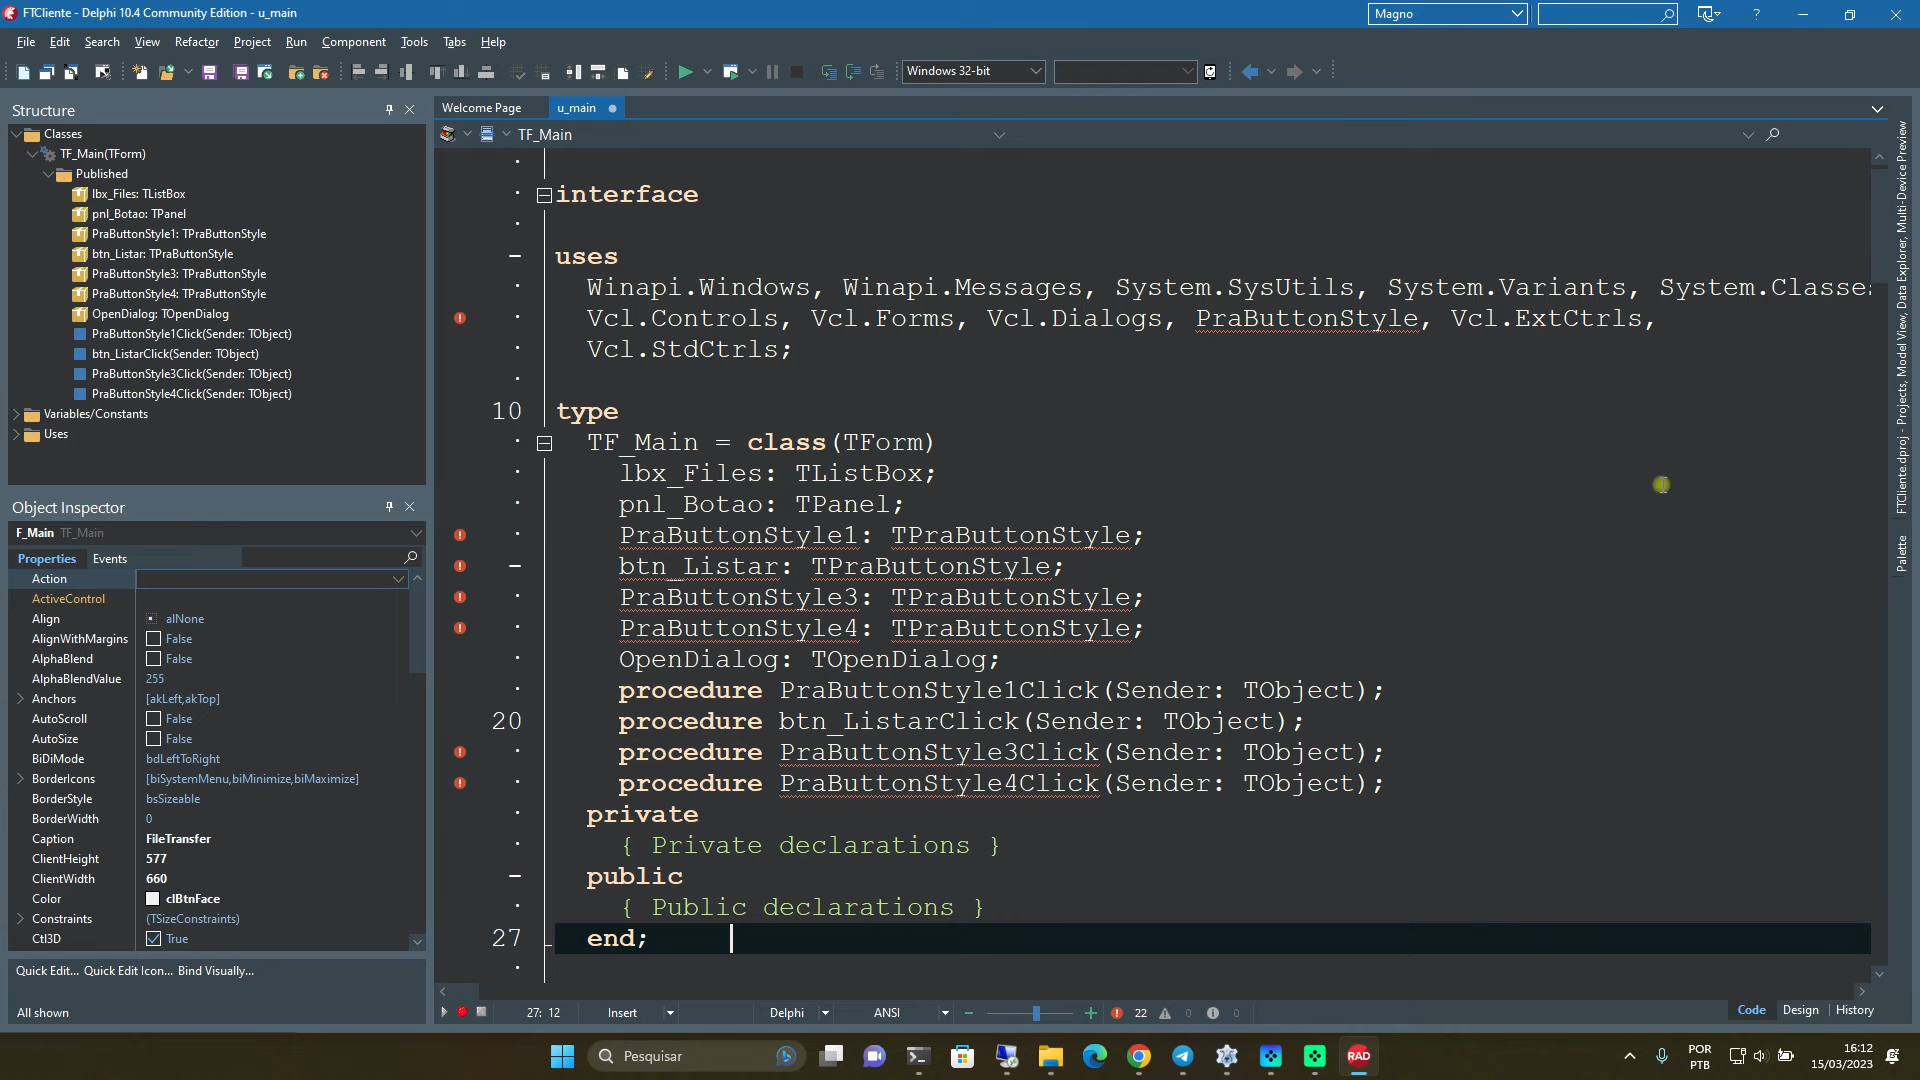 FTCliente - Delphi 10.4 Community Edition - u_main
Magno
File Edit Search View Refactor Project Run Component Tools Tabs Help
Windows 32-bit
Structure
Classes
TF_Main(TForm)
Published
lbx_Files: TListBox
pnl_Botao: TPanel
PraButtonStyle1: TPraButtonStyle
btn_Listar: TPraButtonStyle
PraButtonStyle3: TPraButtonStyle
PraButtonStyle4: TPraButtonStyle
OpenDialog: TOpenDialog
PraButtonStyle1Click(Sender: TObject)
btn_ListarClick(Sender: TObject)
PraButtonStyle3Click(Sender: TObject)
PraButtonStyle4Click(Sender: TObject)
Variables/Constants
Uses
Object Inspector
F_Main TF_Main
Properties Events
Action
ActiveControl
Align alNone
AlignWithMargins False
AlphaBlend False
AlphaBlendValue 255
Anchors [akLeft,akTop]
AutoScroll False
AutoSize False
BiDiMode bdLeftToRight
BorderIcons [biSystemMenu,biMinimize,biMaximize]
BorderStyle bsSizeable
BorderWidth 0
Caption FileTransfer
ClientHeight 577
ClientWidth 660
Color clBtnFace
Constraints (TSizeConstraints)
Ctl3D True
Quick Edit... Quick Edit Icon... Bind Visually...
All shown
Welcome Page u_main
TF_Main
interface
uses
Winapi.Windows, Winapi.Messages, System.SysUtils, System.Variants, System.Classes
Vcl.Controls, Vcl.Forms, Vcl.Dialogs, PraButtonStyle, Vcl.ExtCtrls,
Vcl.StdCtrls;
10 type
TF_Main = class(TForm)
lbx_Files: TListBox;
pnl_Botao: TPanel;
PraButtonStyle1: TPraButtonStyle;
btn_Listar: TPraButtonStyle;
PraButtonStyle3: TPraButtonStyle;
PraButtonStyle4: TPraButtonStyle;
OpenDialog: TOpenDialog;
procedure PraButtonStyle1Click(Sender: TObject);
20 procedure btn_ListarClick(Sender: TObject);
procedure PraButtonStyle3Click(Sender: TObject);
procedure PraButtonStyle4Click(Sender: TObject);
private
{ Private declarations }
public
{ Public declarations }
27 end;
27: 12 Insert Delphi ANSI 22 0 0 Code Design History
FTCliente.dproj - Projects, Model View, Data Explorer, Multi-Device Preview
Palette
Pesquisar
RAD
POR
PTB
16:12
15/03/2023